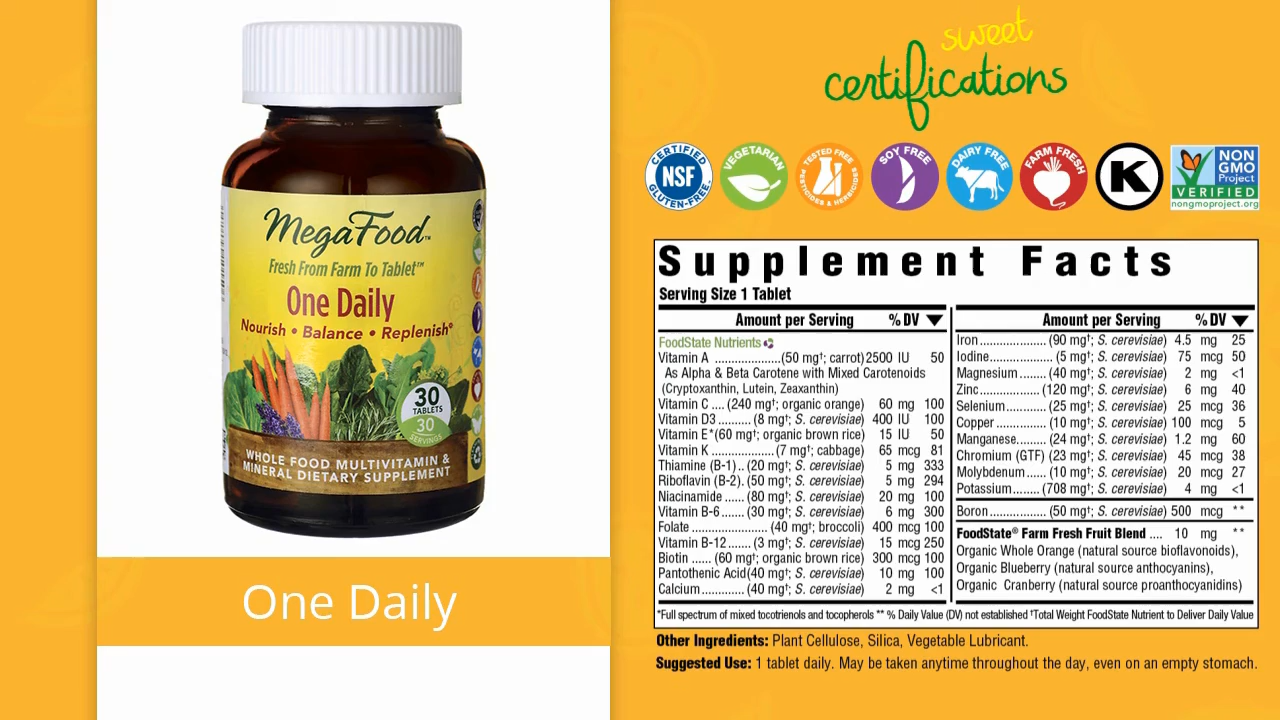 MegaFood™
Fresh From Farm To Tablet™
One Daily
Nourish • Balance • Replenish°
30
TABLETS
30
SERVINGS
WHOLE FOOD MULTIVITAMIN &
MINERAL DIETARY SUPPLEMENT
One Daily
sweet
certifications
CERTIFIED
NSF
GLUTEN-FREE.
VEGETARIAN
TESTED FREE
PESTICIDES & HERBICIDES
SOY FREE
DAIRY FREE
FARM FRESH
K
NON
GMO
Project
VERIFIED
nongmoproject.org
Supplement Facts
Serving Size 1 Tablet
Amount per Serving % DV ▼
FoodState Nutrients
Vitamin A ....................(50 mg†; carrot) 2500 IU 50
As Alpha & Beta Carotene with Mixed Carotenoids
(Cryptoxanthin, Lutein, Zeaxanthin)
Vitamin C .... (240 mg†; organic orange) 60 mg 100
Vitamin D3 .......... (8 mg†; S. cerevisiae) 400 IU 100
Vitamin E*(60 mg†; organic brown rice) 15 IU 50
Vitamin K ............................ (7 mg†; cabbage) 65 mcg 81
Thiamine (B-1).. (20 mg†; S. cerevisiae) 5 mg 333
Riboflavin (B-2). (50 mg†; S. cerevisiae) 5 mg 294
Niacinamide ...... (80 mg†; S. cerevisiae) 20 mg 100
Vitamin B-6 ....... (30 mg†; S. cerevisiae) 6 mg 300
Folate ......................... (40 mg†; broccoli) 400 mcg 100
Vitamin B-12 ....... (3 mg†; S. cerevisiae) 15 mcg 250
Biotin ..... (60 mg†; organic brown rice) 300 mcg 100
Pantothenic Acid(40 mg†; S. cerevisiae) 10 mg 100
Calcium ............. (40 mg†; S. cerevisiae) 2 mg <1
Amount per Serving % DV ▼
Iron .................... (90 mg†; S. cerevisiae) 4.5 mg 25
Iodine................... (5 mg†; S. cerevisiae) 75 mcg 50
Magnesium ....... (40 mg†; S. cerevisiae) 2 mg <1
Zinc................... (120 mg†; S. cerevisiae) 6 mg 40
Selenium........... (25 mg†; S. cerevisiae) 25 mcg 36
Copper .............. (10 mg†; S. cerevisiae) 100 mcg 5
Manganese........ (24 mg†; S. cerevisiae) 1.2 mg 60
Chromium (GTF) (23 mg†; S. cerevisiae) 45 mcg 38
Molybdenum ..... (10 mg†; S. cerevisiae) 20 mcg 27
Potassium........ (708 mg†; S. cerevisiae) 4 mg <1
Boron ................. (50 mg†; S. cerevisiae) 500 mcg **
FoodState® Farm Fresh Fruit Blend .... 10 mg **
Organic Whole Orange (natural source bioflavonoids),
Organic Blueberry (natural source anthocyanins),
Organic Cranberry (natural source proanthocyanidins)
*Full spectrum of mixed tocotrienols and tocopherols ** % Daily Value (DV) not established †Total Weight FoodState Nutrient to Deliver Daily Value
Other Ingredients: Plant Cellulose, Silica, Vegetable Lubricant.
Suggested Use: 1 tablet daily. May be taken anytime throughout the day, even on an empty stomach.